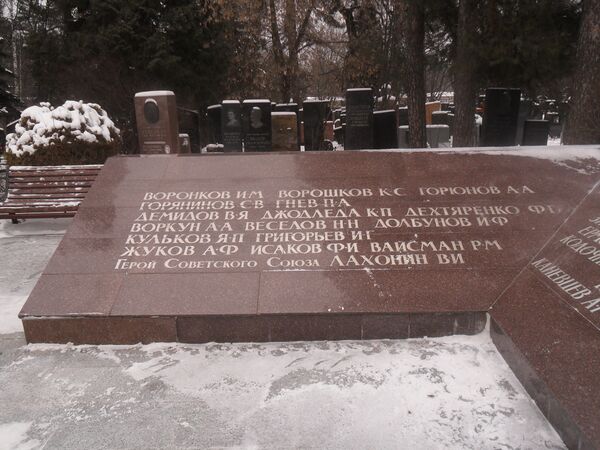 ВОРОНКОВ И.М. ВОРОШКОВ К.С. ГОРЮНОВ А.А.
ГОРЯИНОВ С.В. ГНЕВ П.А.
ДЕМИДОВ В.Я. ДЖОДЛЕДА К.П. ДЕХТЯРЕНКО Ф.Г.
ВОРКУН А.А. ВЕСЕЛОВ Н.Н. ДОЛБУНОВ И.Ф.
КУЛЬКОВ Я.П. ГРИГОРЬЕВ И.Г.
ЖУКОВ А.Ф. ИСАКОВ Ф.И. ВАЙСМАН Р.М.
ГЕРОЙ СОВЕТСКОГО СОЮЗА ЛАХОНИН В.И.